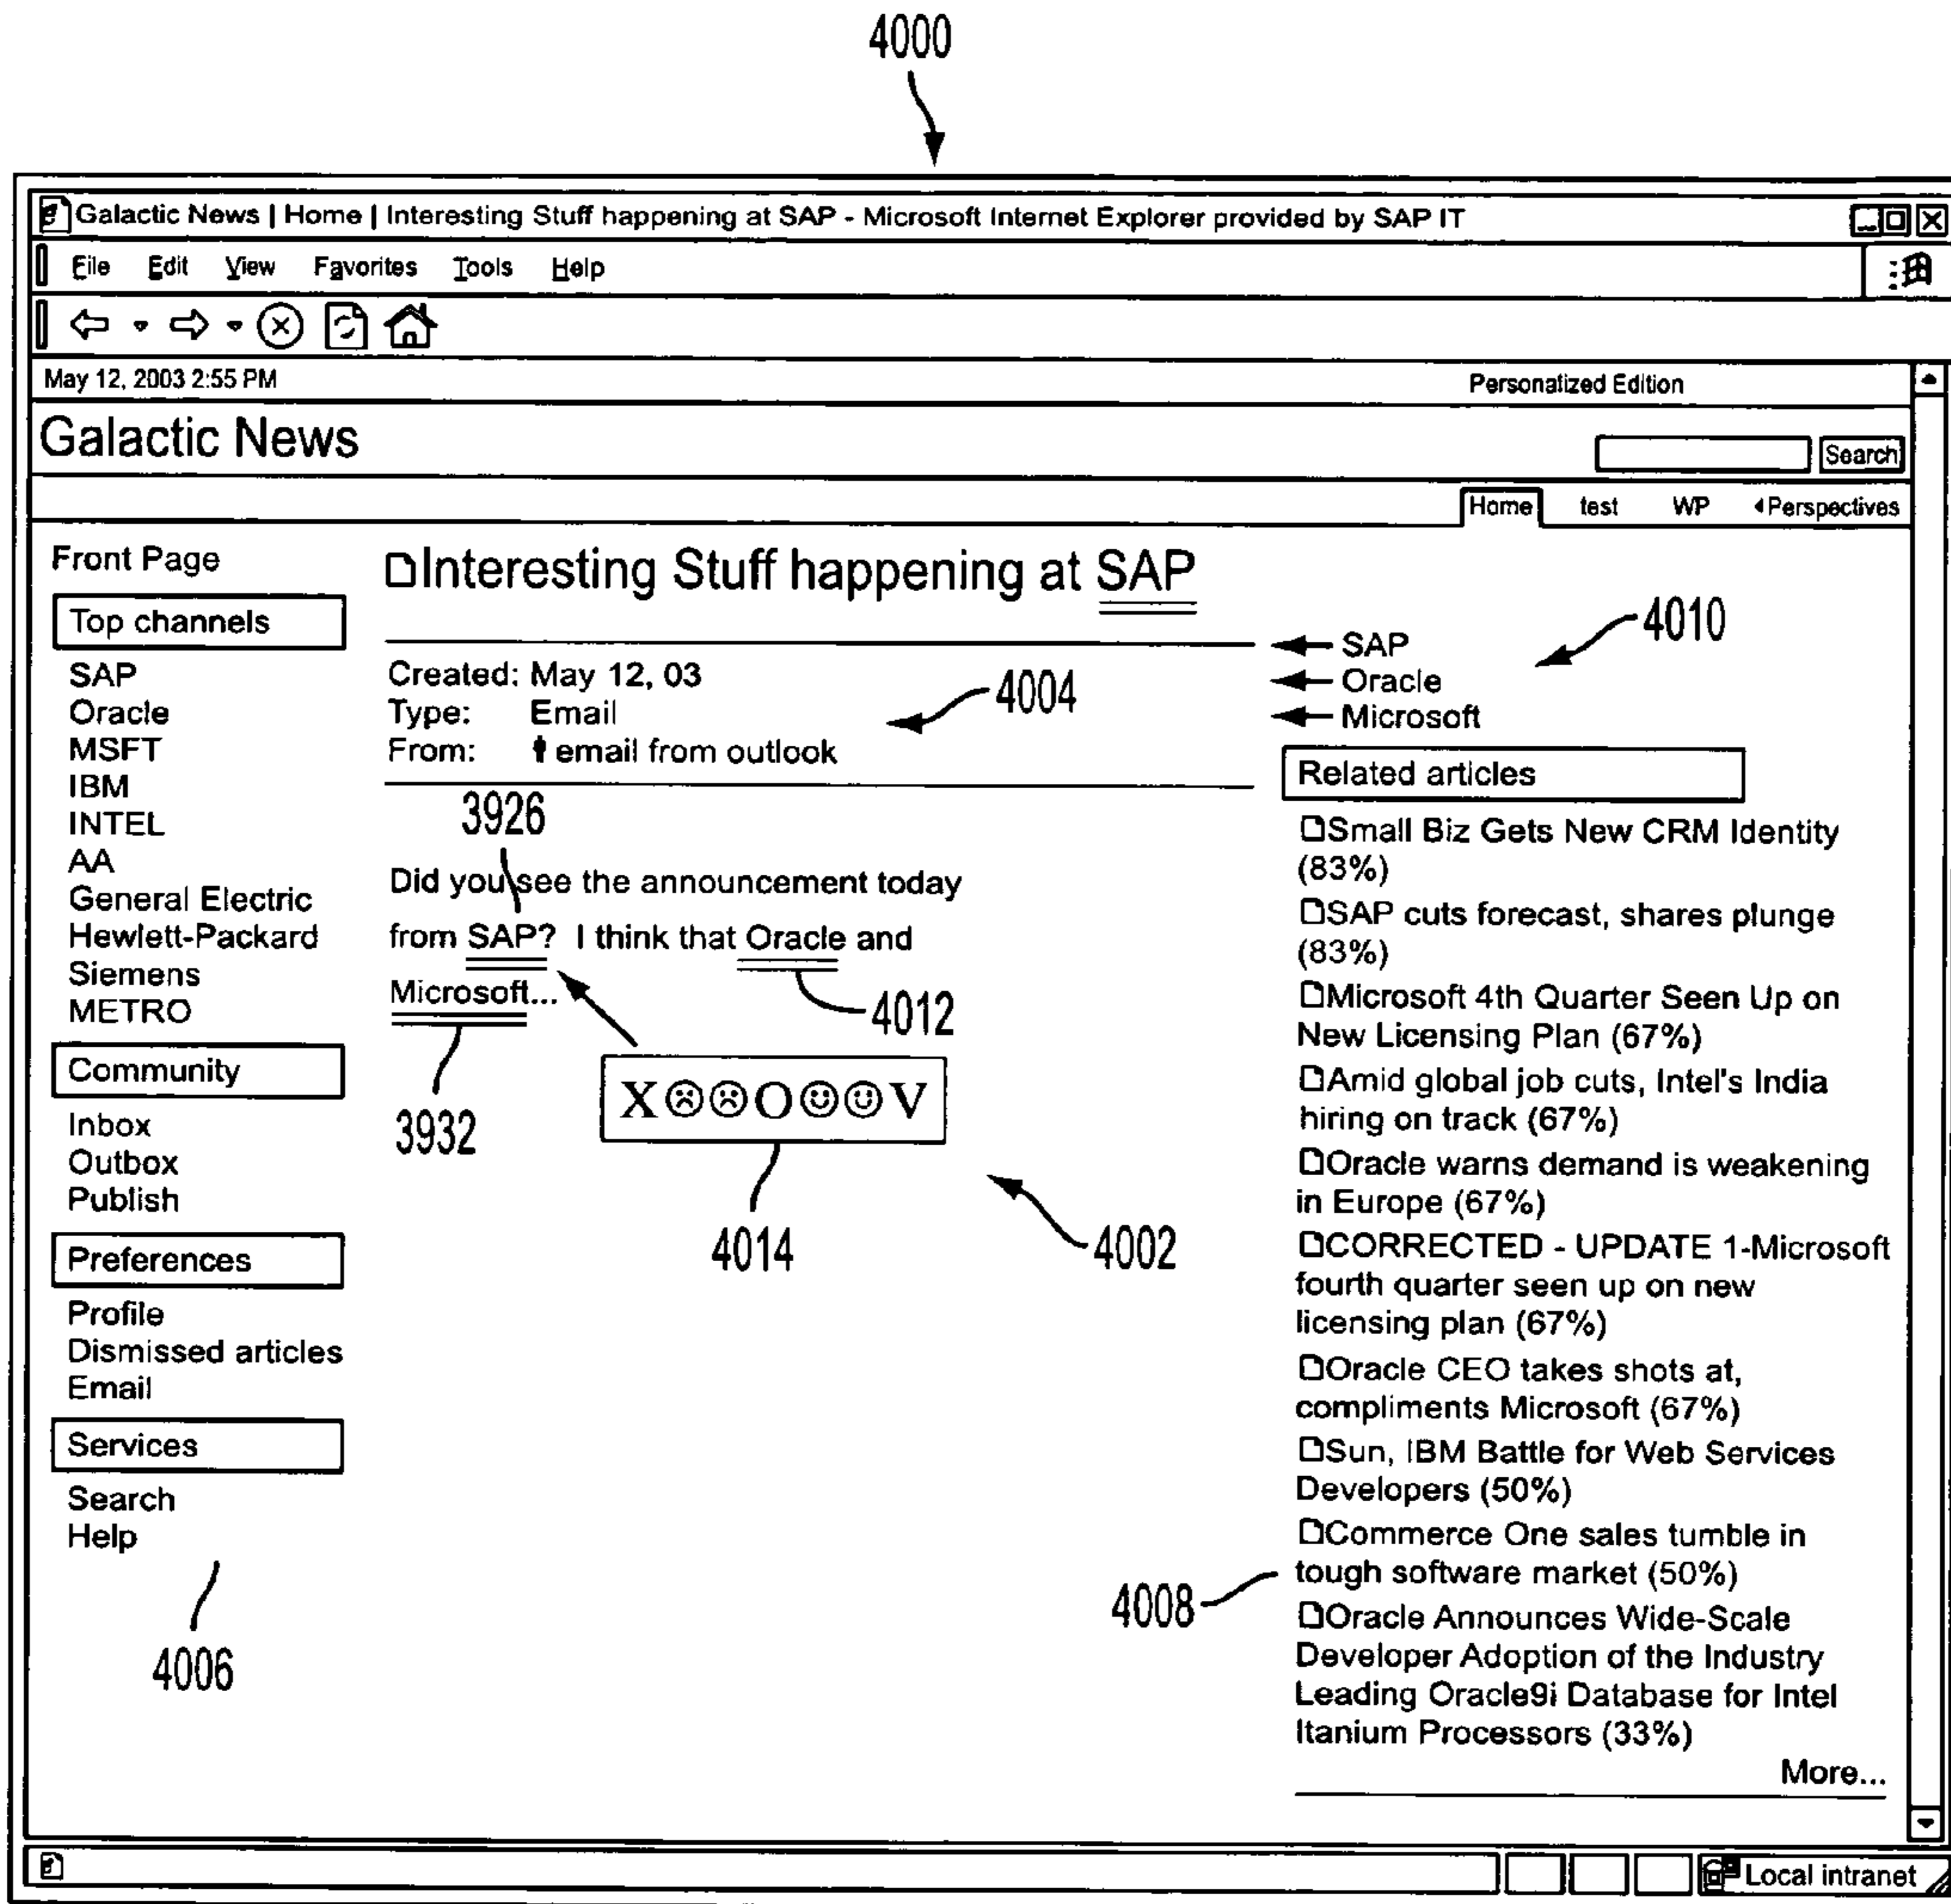 4000
Galactic News | Home | Interesting Stuff happening at SAP - Microsoft Internet Explorer provided by SAP IT
File Edit View Favorites Tools Help
May 12, 2003 2:55 PM
Personatized Edition
Galactic News
Search
Home test WP Perspectives
Front Page
Top channels
SAP
Oracle
MSFT
IBM
INTEL
AA
General Electric
Hewlett-Packard
Siemens
METRO
Community
Inbox
Outbox
Publish
Preferences
Profile
Dismissed articles
Email
Services
Search
Help
4006
Interesting Stuff happening at SAP
Created: May 12, 03
Type: Email
From: email from outlook
4004
3926
Did you see the announcement today
from SAP? I think that Oracle and
Microsoft...
4012
3932
X☹☹O☺☺V
4014
4002
SAP
Oracle
Microsoft
4010
Related articles
Small Biz Gets New CRM Identity
(83%)
SAP cuts forecast, shares plunge
(83%)
Microsoft 4th Quarter Seen Up on
New Licensing Plan (67%)
Amid global job cuts, Intel's India
hiring on track (67%)
Oracle warns demand is weakening
in Europe (67%)
CORRECTED - UPDATE 1-Microsoft
fourth quarter seen up on new
licensing plan (67%)
Oracle CEO takes shots at,
compliments Microsoft (67%)
Sun, IBM Battle for Web Services
Developers (50%)
Commerce One sales tumble in
tough software market (50%)
4008
Oracle Announces Wide-Scale
Developer Adoption of the Industry
Leading Oracle9i Database for Intel
Itanium Processors (33%)
More...
Local intranet